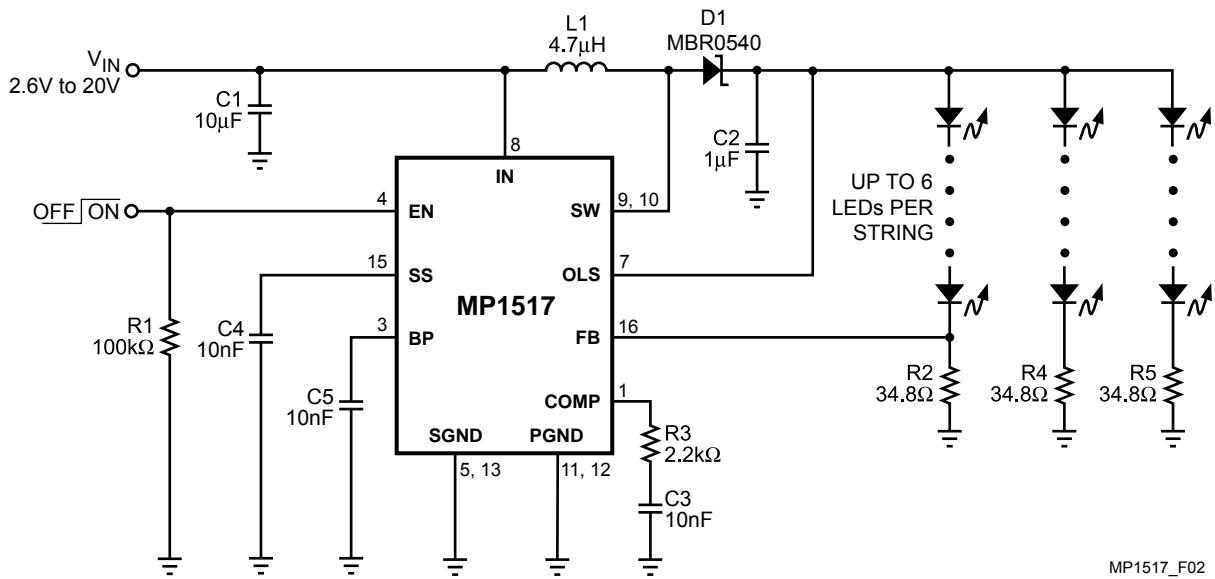 V_IN
2.6V to 20V
C1
10µF
L1
4.7µH
D1
MBR0540
C2
1µF
UP TO 6
LEDs PER
STRING
OFF ON
R1
100kΩ
C4
10nF
C5
10nF
8
IN
4
EN
9, 10
SW
15
SS
7
OLS
MP1517
3
BP
16
FB
1
COMP
SGND
PGND
5, 13
11, 12
R3
2.2kΩ
C3
10nF
R2
34.8Ω
R4
34.8Ω
R5
34.8Ω
MP1517_F02